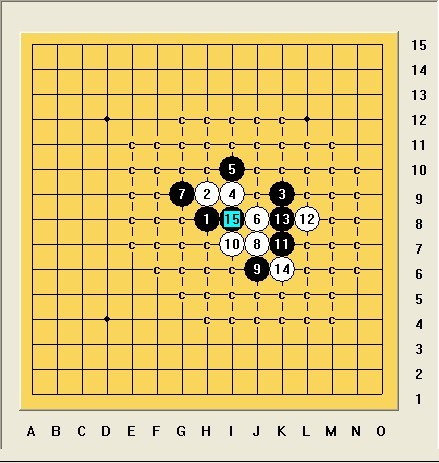 15
14
13
c c c c c 12
c c c c c c c c c 11
c c c c 5 c c c c c 10
c c 7 2 4 c 3 c c c 9
c c c 1 15 6 13 12 c c 8
c c c c 10 8 11 c c c 7
c c c c 9 14 c c c 6
c c c c c c c 5
c c c c c c 4
3
2
1
A B C D E F G H I J K L M N O